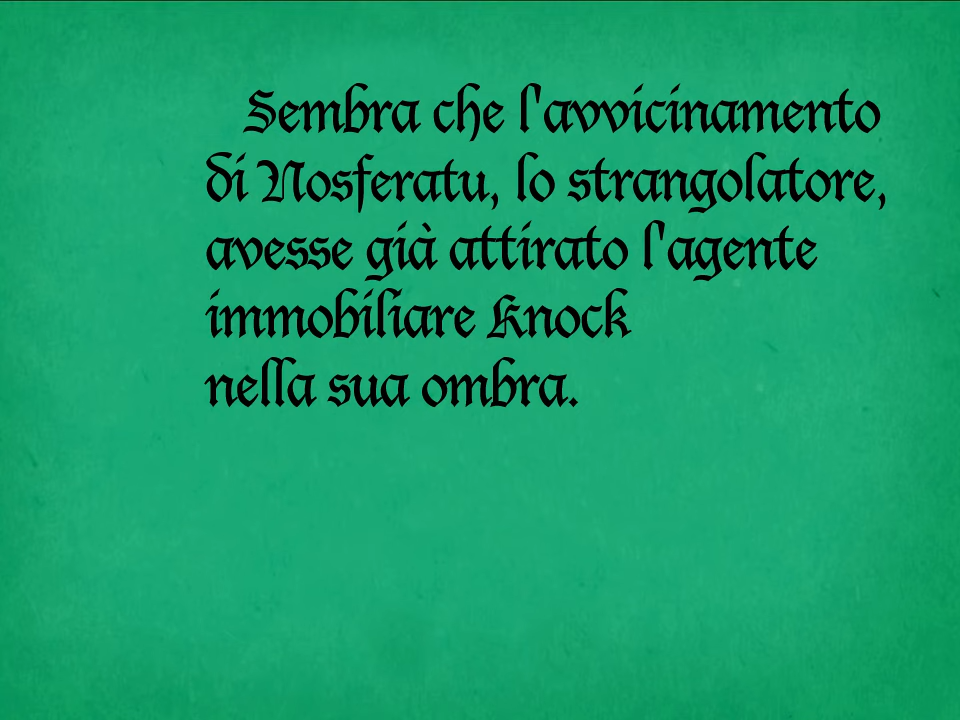 Sembra che l'avvicinamento
di Nosferatu, lo strangolatore,
avesse già attirato l'agente
immobiliare Knock
nella sua ombra.